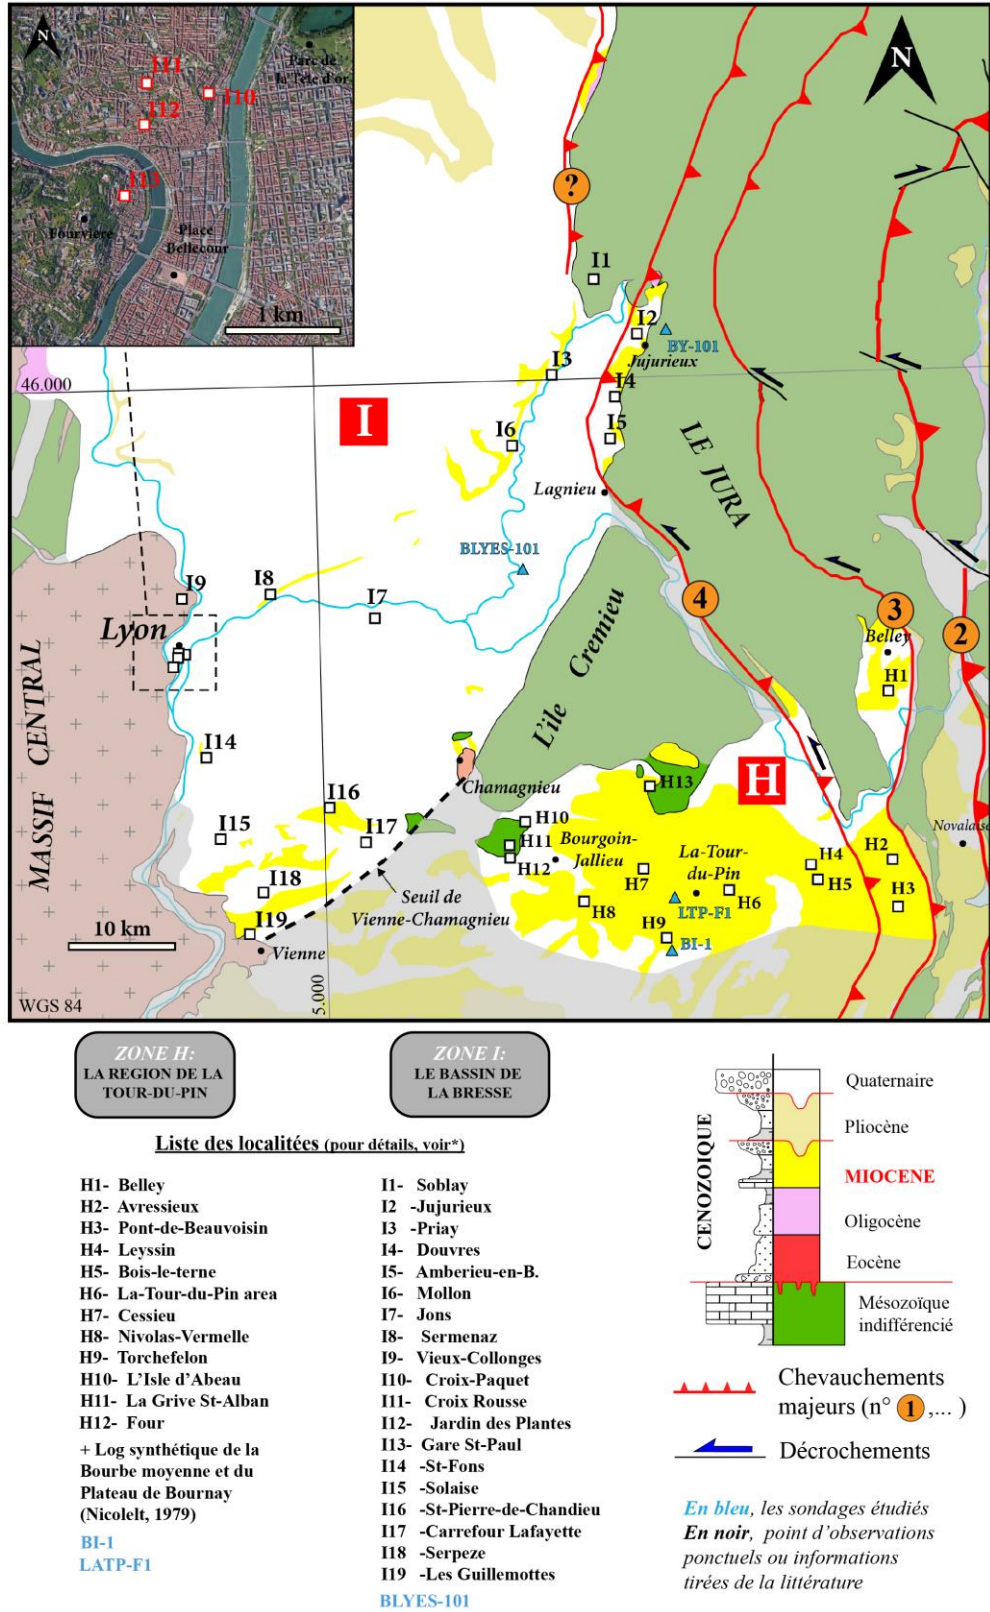 N
I11
I10
I12
I13
Parc de
la Tête d'or
Fourvière
Place
Bellecour
1 km
N
?
I1
I2
BY-101
Jujurieux
I3
46.000
I4
I
I6
I5
LE JURA
Lagnieu
BLYES-101
I9
I8
I7
4
3
2
Lyon
Belley
H1
L'ile Cremieu
MASSIF CENTRAL
I14
Chamagnieu
H13
H
I16
I15
I17
H10
H11
H12
Bourgoin-
Jallieu
La-Tour-
du-Pin
H7
H6
H4
H5
H2
H3
Novalaise
I18
Seuil de
Vienne-Chamagnieu
H8
LTP-F1
H9
BI-1
I19
10 km
Vienne
WGS 84
5.000
ZONE H:
LA REGION DE LA
TOUR-DU-PIN
ZONE I:
LE BASSIN DE
LA BRESSE
Liste des localitées (pour détails, voir*)
H1- Belley
H2- Avressieux
H3- Pont-de-Beauvoisin
H4- Leyssin
H5- Bois-le-terne
H6- La-Tour-du-Pin area
H7- Cessieu
H8- Nivolas-Vermelle
H9- Torchefelon
H10- L'Isle d'Abeau
H11- La Grive St-Alban
H12- Four
+ Log synthétique de la
Bourbe moyenne et du
Plateau de Bournay
(Nicolelt, 1979)
BI-1
LATP-F1
I1- Soblay
I2 -Jujurieux
I3 -Priay
I4- Douvres
I5- Amberieu-en-B.
I6- Mollon
I7- Jons
I8- Sermenaz
I9- Vieux-Collonges
I10- Croix-Paquet
I11- Croix Rousse
I12- Jardin des Plantes
I13- Gare St-Paul
I14 -St-Fons
I15 -Solaise
I16 -St-Pierre-de-Chandieu
I17 -Carrefour Lafayette
I18 -Serpeze
I19 -Les Guillemottes
BLYES-101
CENOZOIQUE
Quaternaire
Pliocène
MIOCENE
Oligocène
Eocène
Mésozoïque
indifférencié
Chevauchements
majeurs (n° 1 ,... )
Décrochements
En bleu, les sondages étudiés
En noir, point d'observations
ponctuels ou informations
tirées de la littérature